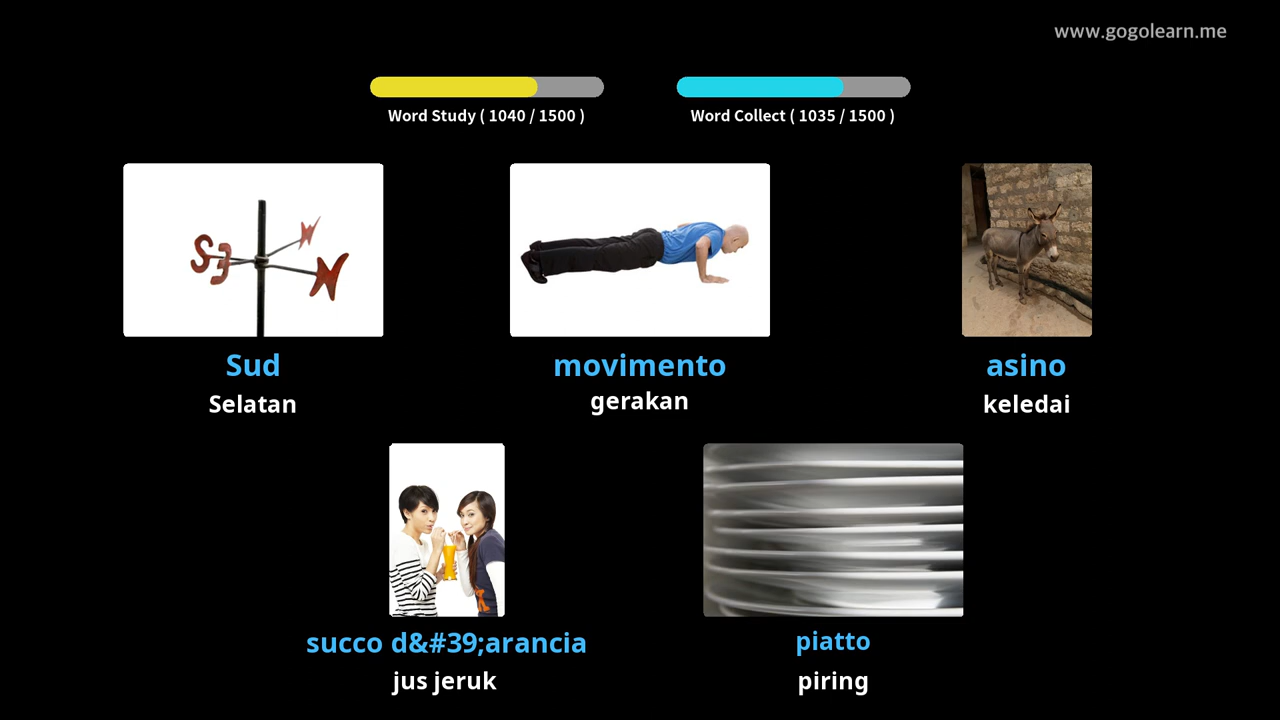 www.gogolearn.me
Word Study ( 1040 / 1500 )
Word Collect ( 1035 / 1500 )
Sud
Selatan
movimento
gerakan
asino
keledai
succo d&#39;arancia
jus jeruk
piatto
piring